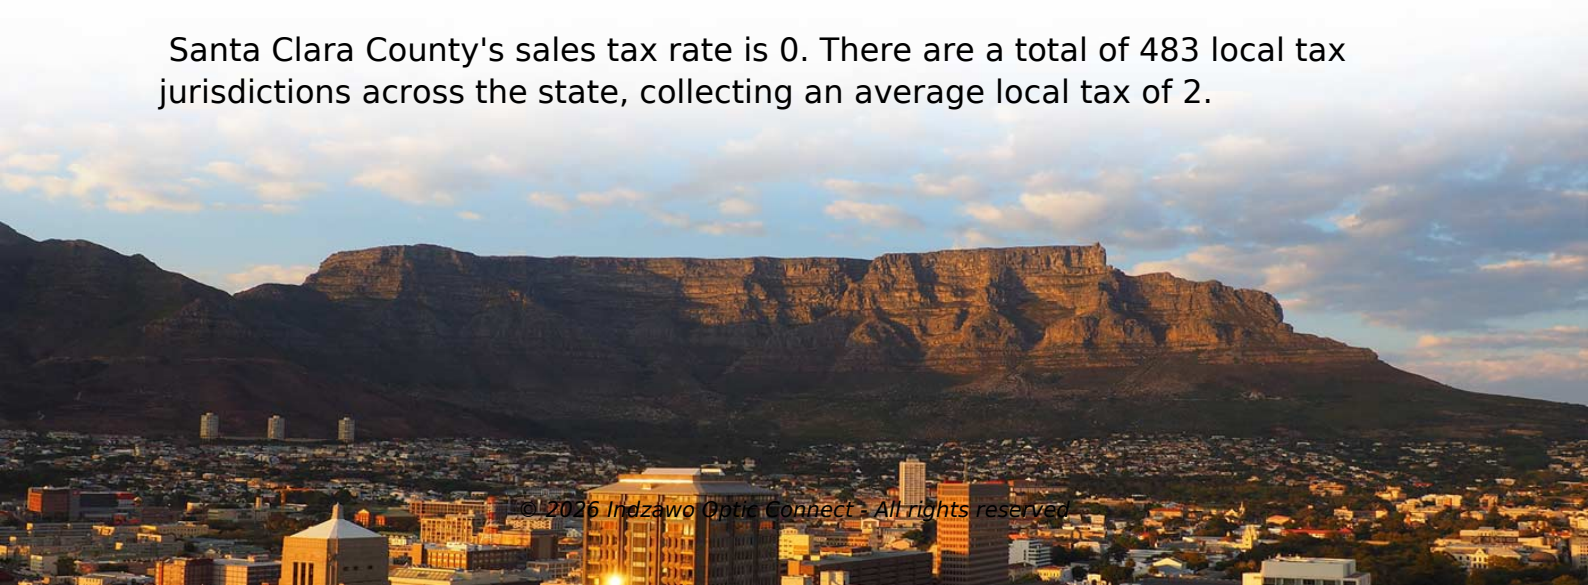 Santa Clara County's sales tax rate is 0. There are a total of 483 local tax
jurisdictions across the state, collecting an average local tax of 2.
© 2026 Indzawo Optic Connect - All rights reserved